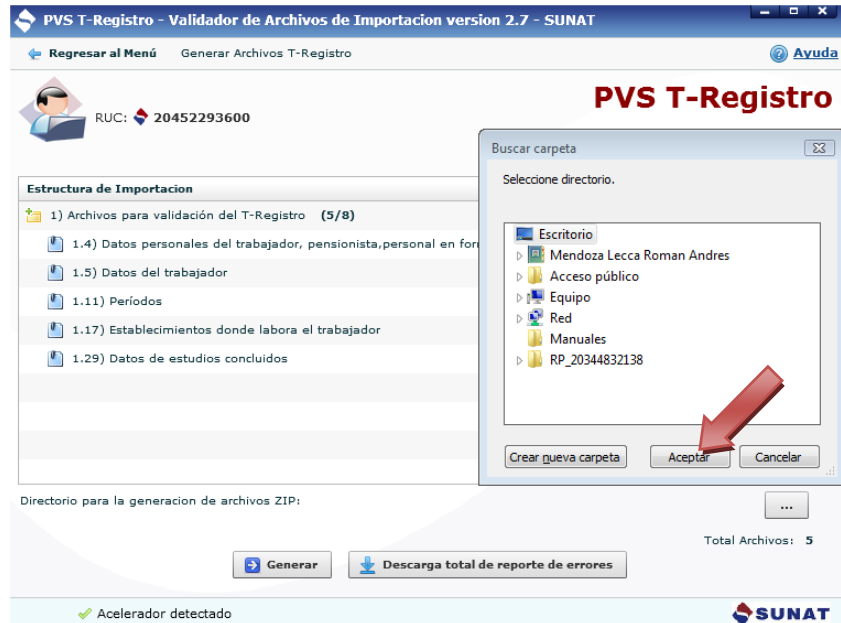 PVS T-Registro - Validador de Archivos de Importacion version 2.7 - SUNAT
Regresar al Menú Generar Archivos T-Registro Ayuda
PVS T-Registro
RUC: 20452293600
Buscar carpeta
Seleccione directorio.
Estructura de Importacion
1) Archivos para validación del T-Registro (5/8)
1.4) Datos personales del trabajador, pensionista,personal en for
1.5) Datos del trabajador
1.11) Períodos
1.17) Establecimientos donde labora el trabajador
1.29) Datos de estudios concluidos
Escritorio
Mendoza Lecca Roman Andres
Acceso público
Equipo
Red
Manuales
RP_20344832138
Crear nueva carpeta Aceptar Cancelar
Directorio para la generacion de archivos ZIP: ...
Total Archivos: 5
Generar Descarga total de reporte de errores
Acelerador detectado SUNAT